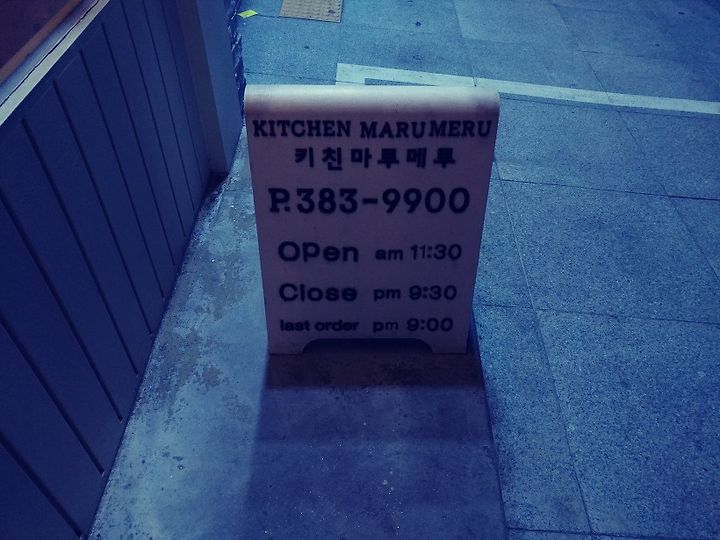 KITCHEN MARUMERU
키친마루메루
P.383-9900
OPen am 11:30
Close pm 9:30
last order pm 9:00